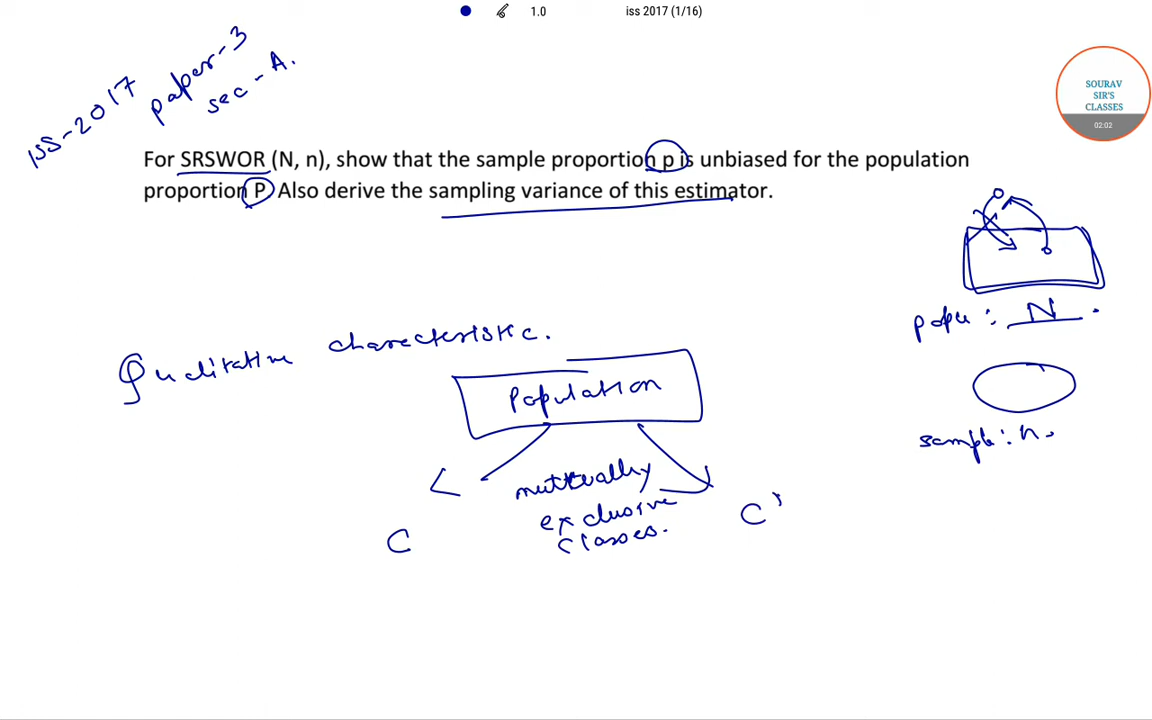 1.0 iss 2017 (1/16)
ISS-2017
paper-3
sec-A.
SOURAV
SIR'S
CLASSES
02:02
For SRSWOR (N, n), show that the sample proportion p is unbiased for the population
proportion P Also derive the sampling variance of this estimator.
popu : N.
sample : n.
Qualitative characteristic.
Population
mutually
exclusive
classes.
C
C'